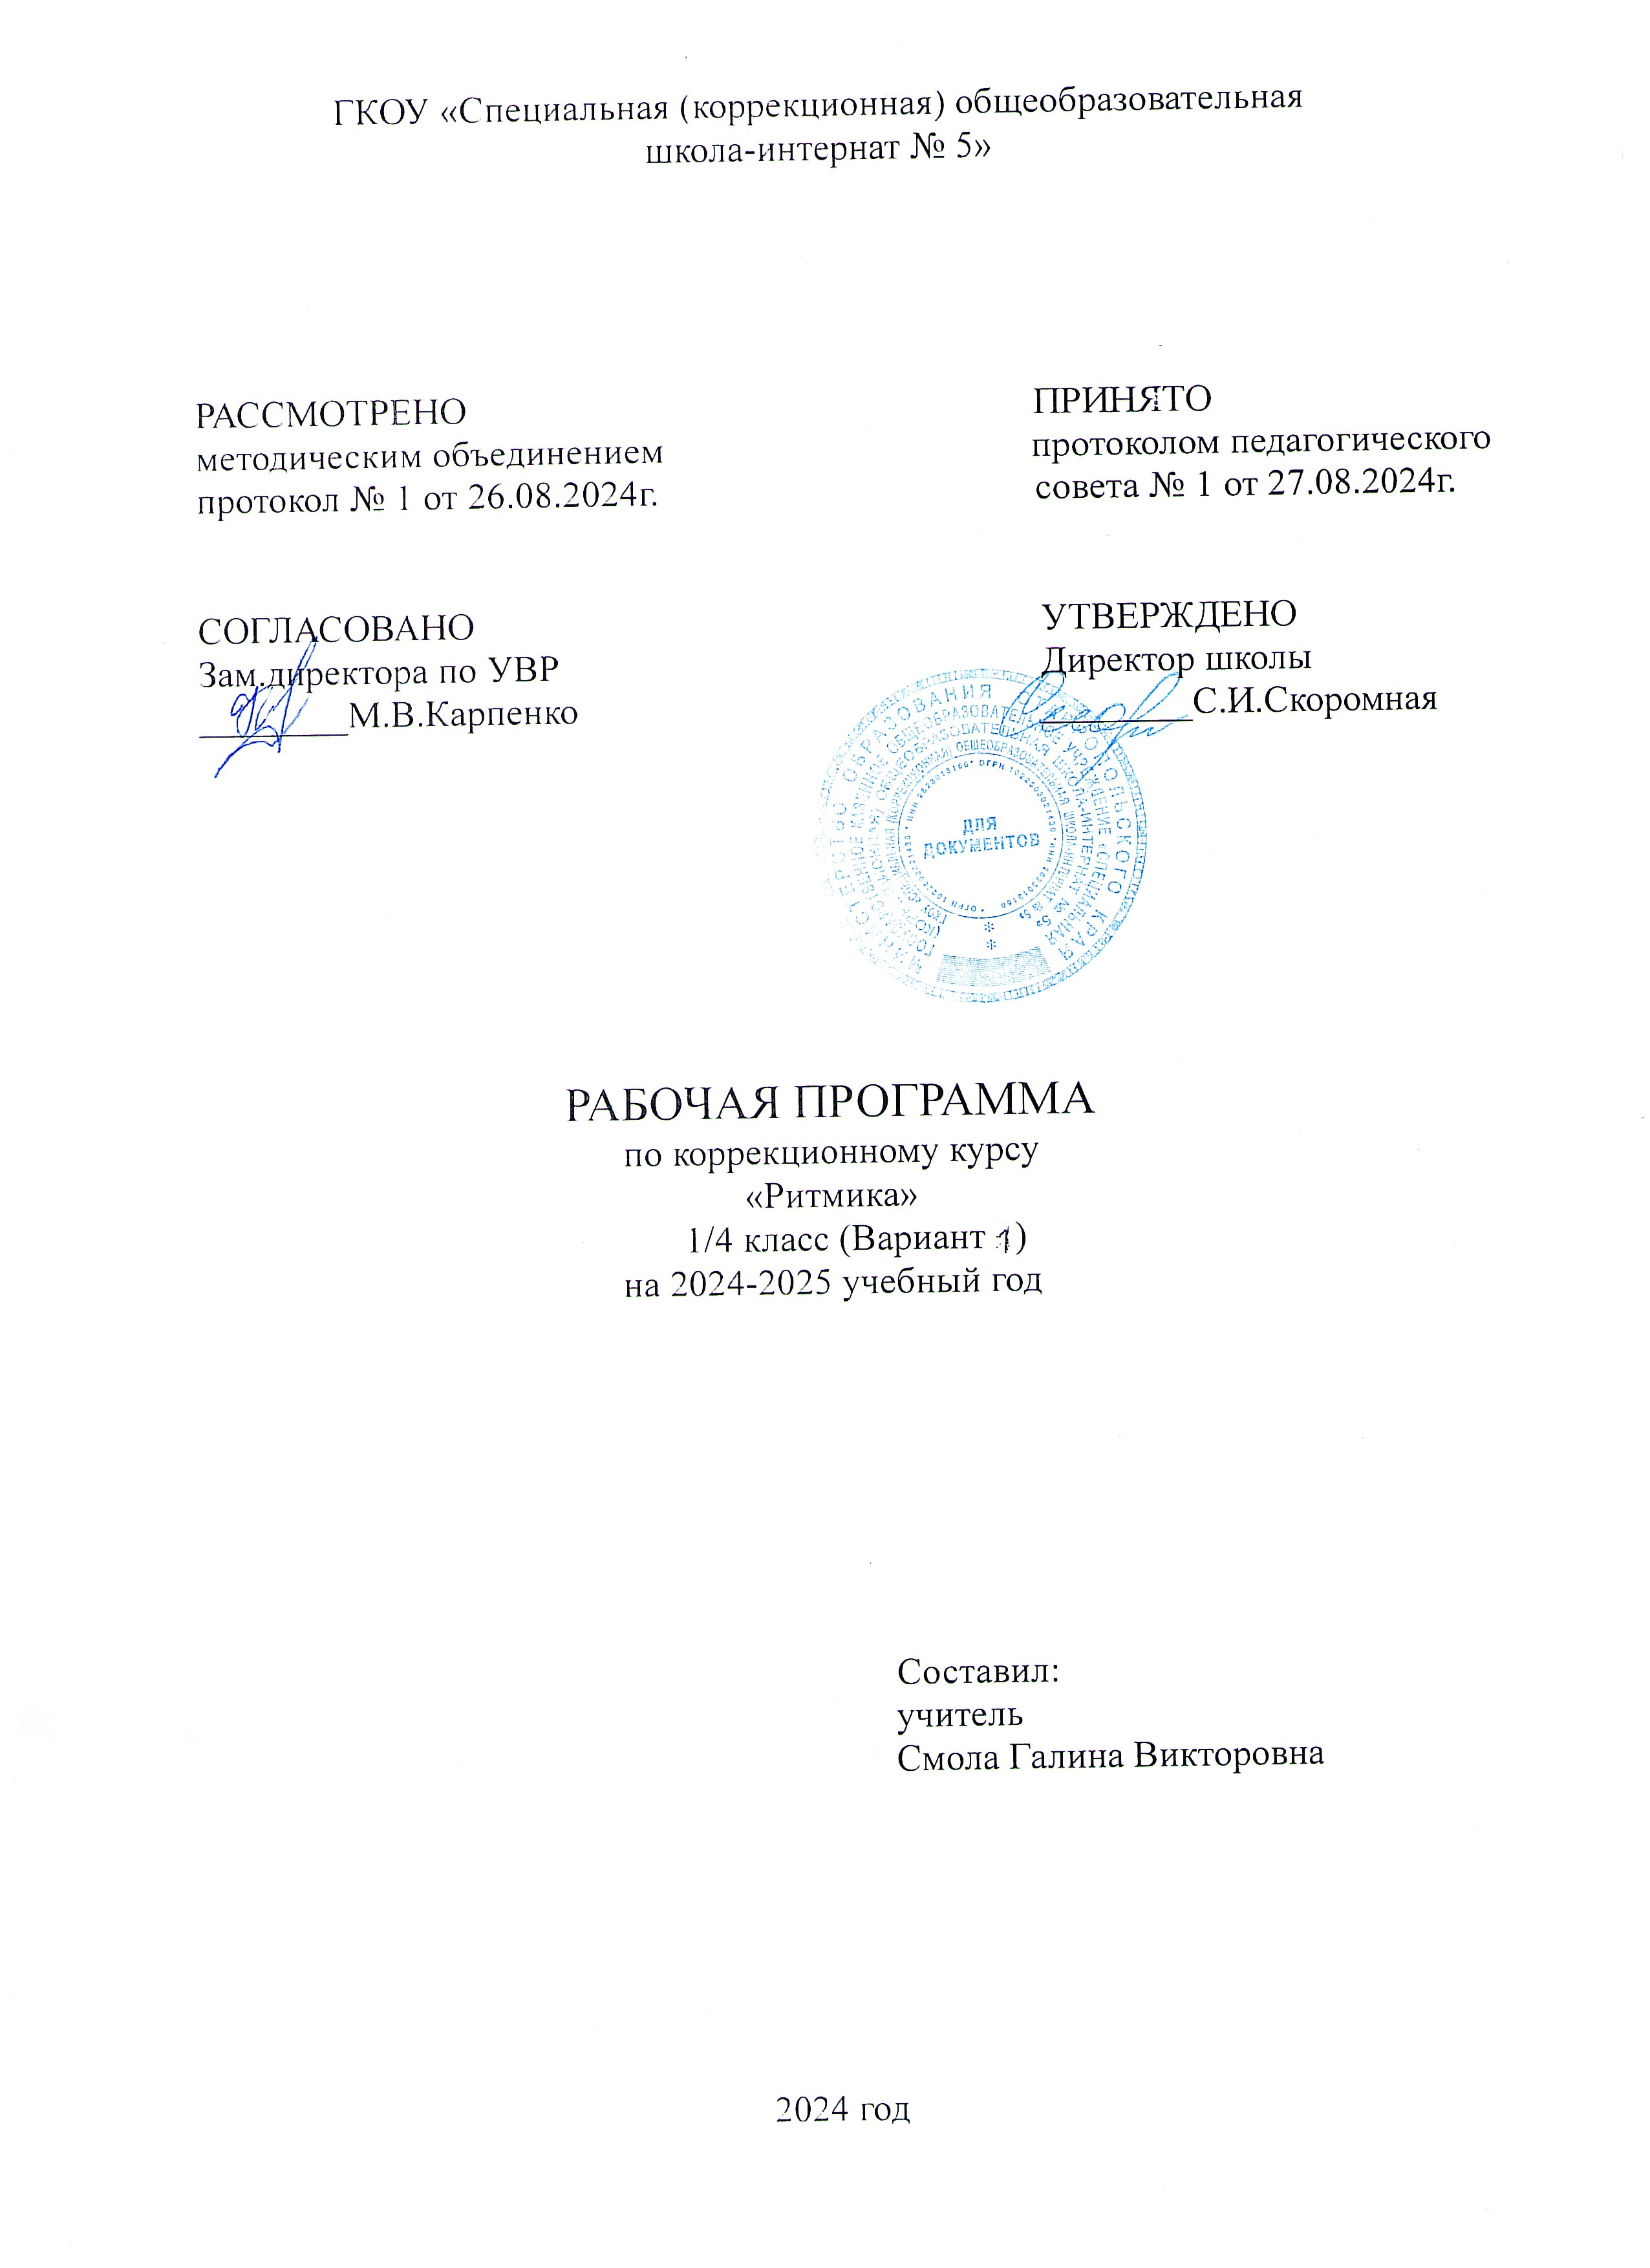 ГКОУ «Специальная (коррекционная) общеобразовательная
школа-интернат № 5»
РАССМОТРЕНО
методическим объединением
протокол № 1 от 26.08.2024г.
ПРИНЯТО
протоколом педагогического
совета № 1 от 27.08.2024г.
СОГЛАСОВАНО
Зам.директора по УВР
__________М.В.Карпенко
УТВЕРЖДЕНО
Директор школы
__________С.И.Скоромная
ДЛЯ
ДОКУМЕНТОВ
РАБОЧАЯ ПРОГРАММА
по коррекционному курсу
«Ритмика»
1/4 класс (Вариант 1)
на 2024-2025 учебный год
Составил:
учитель
Смола Галина Викторовна
2024 год